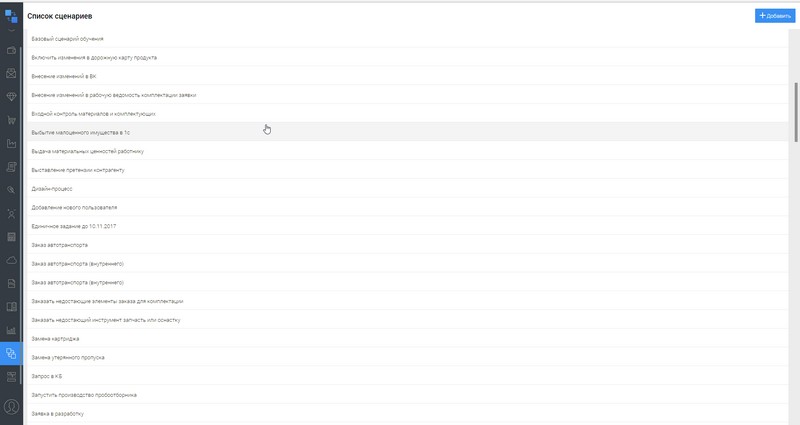 Список сценариев
Добавить
Базовый сценарий обучения
Включить изменения в дорожную карту продукта
Внесение изменений в БК
Внесение изменений в рабочую ведомость комплектации заявки
Входной контроль материалов и комплектующих
Выбытие малоценного имущества в 1с
Выдача материальных ценностей работнику
Выставление претензии контрагенту
Дизайн-процесс
Добавление нового пользователя
Единичное задание до 10.11.2017
Заказ автотранспорта
Заказ автотранспорта (внутреннего)
Заказ автотранспорта (внутреннего)
Заказать недостающие элементы заказа для комплектации
Заказать недостающий инструмент запчасть или оснастку
Замена картриджа
Замена утерянного пропуска
Запрос в КБ
Запустить производство пробоотборника
Заявка в разработку